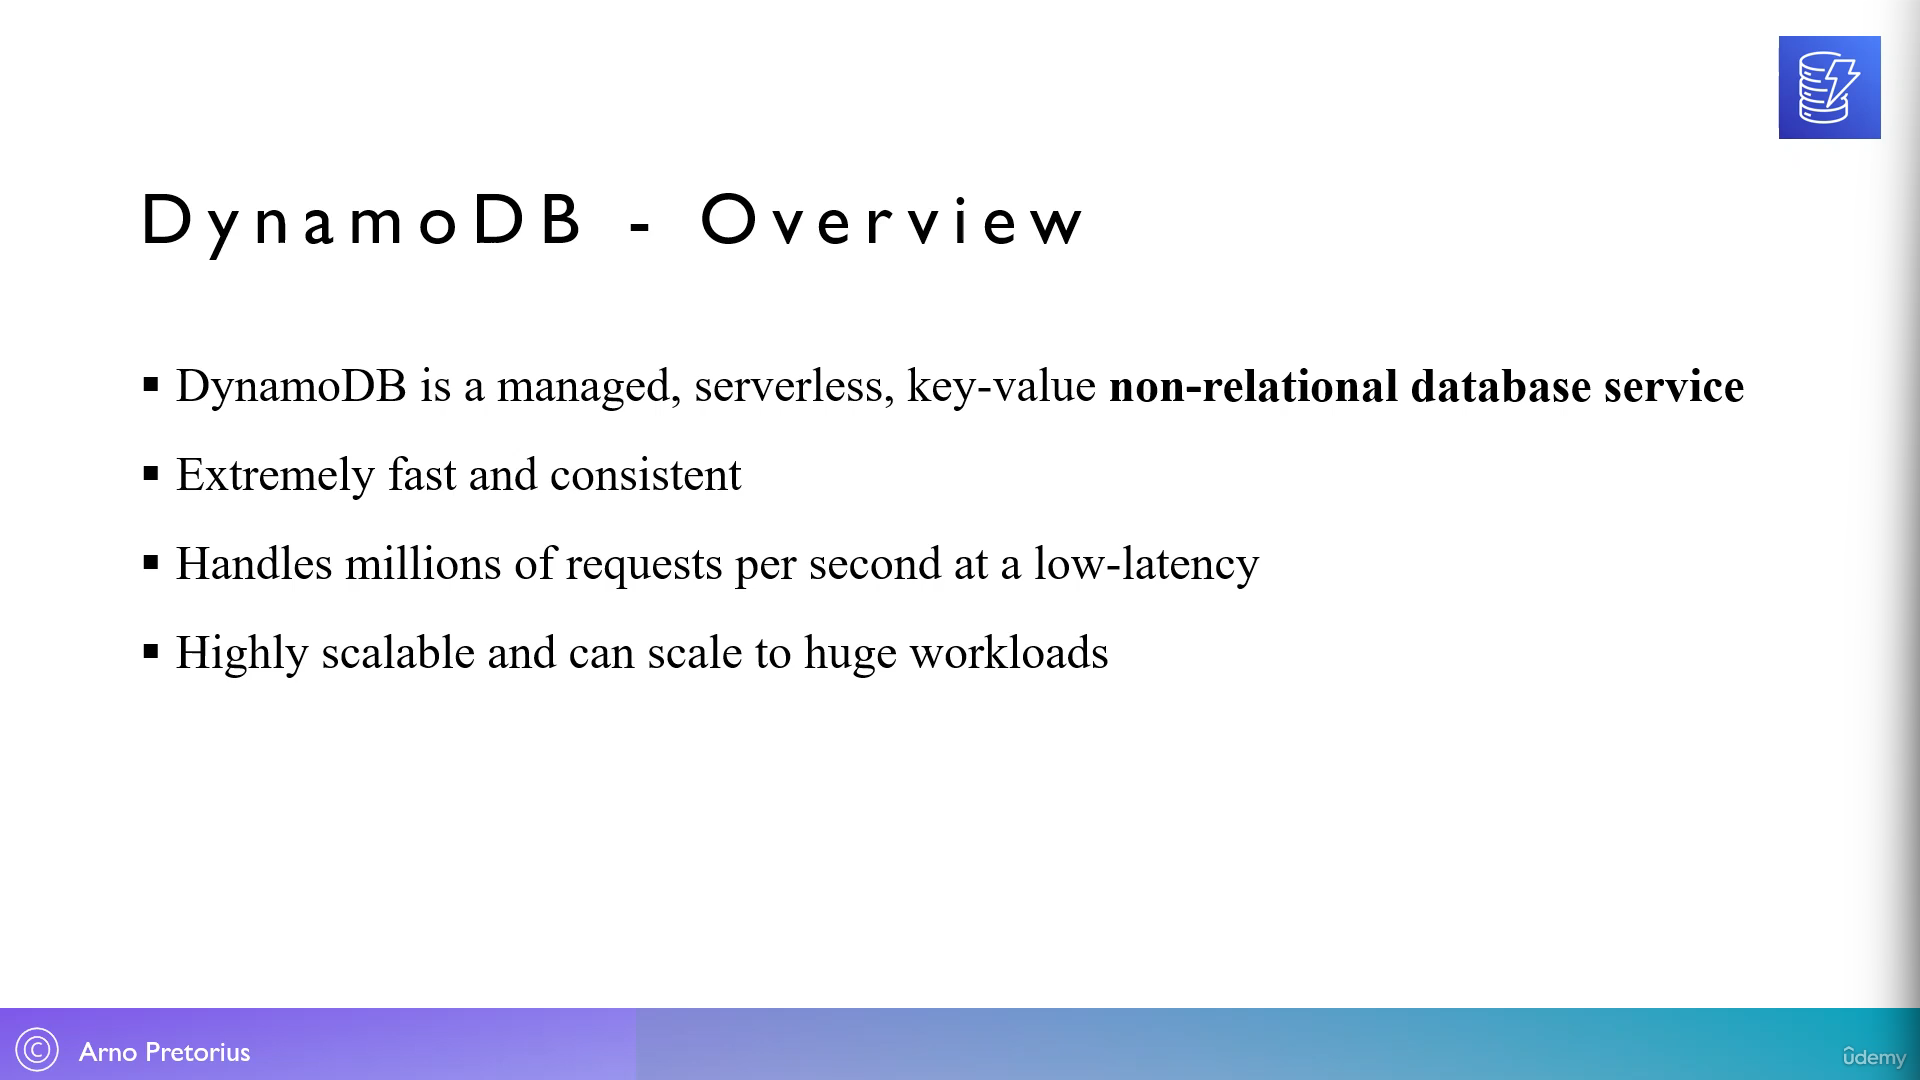 DynamoDB - Overview
▪ DynamoDB is a managed, serverless, key-value non-relational database service
▪ Extremely fast and consistent
▪ Handles millions of requests per second at a low-latency
▪ Highly scalable and can scale to huge workloads
© Arno Pretorius
ûdemy